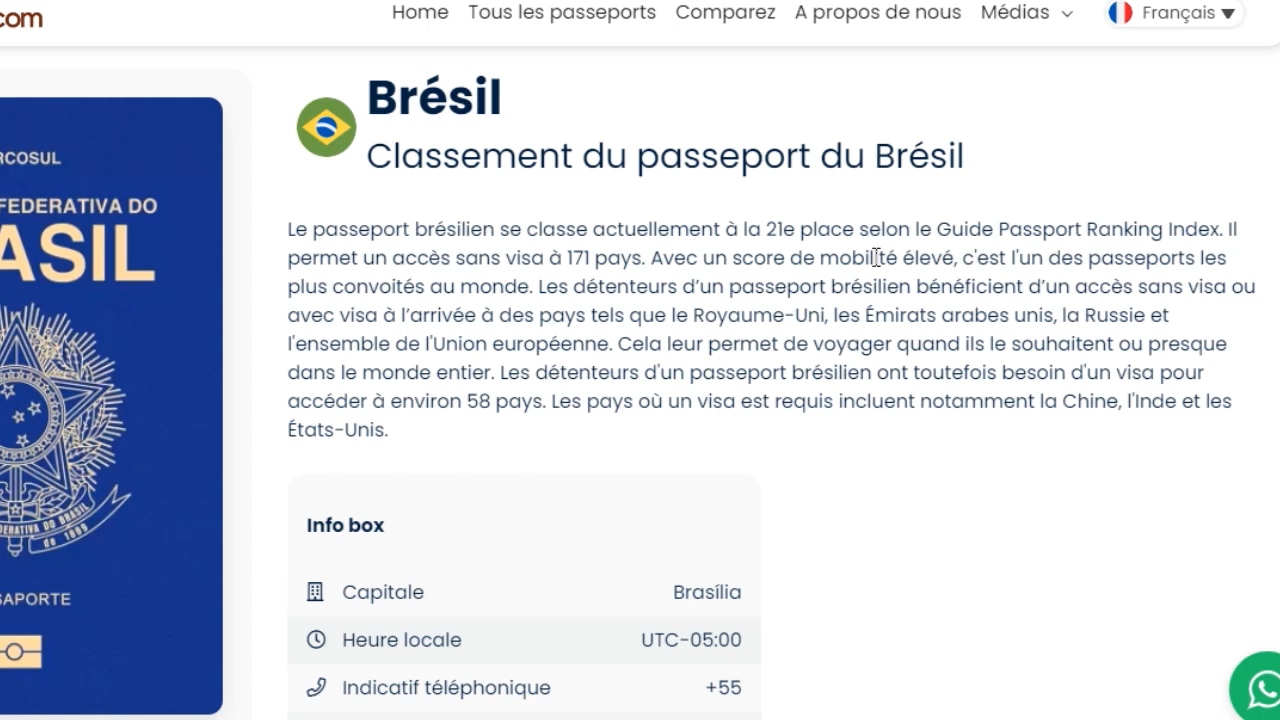 com
Home Tous les passeports Comparez A propos de nous Médias Français
RCOSUL
FEDERATIVA DO
ASIL
ERATIVA DO BRASIL
de 1889
SAPORTE
Brésil
Classement du passeport du Brésil
Le passeport brésilien se classe actuellement à la 21e place selon le Guide Passport Ranking Index. Il
permet un accès sans visa à 171 pays. Avec un score de mobilité élevé, c'est l'un des passeports les
plus convoités au monde. Les détenteurs d’un passeport brésilien bénéficient d’un accès sans visa ou
avec visa à l’arrivée à des pays tels que le Royaume-Uni, les Émirats arabes unis, la Russie et
l'ensemble de l'Union européenne. Cela leur permet de voyager quand ils le souhaitent ou presque
dans le monde entier. Les détenteurs d'un passeport brésilien ont toutefois besoin d'un visa pour
accéder à environ 58 pays. Les pays où un visa est requis incluent notamment la Chine, l'Inde et les
États-Unis.
Info box
Capitale Brasília
Heure locale UTC-05:00
Indicatif téléphonique +55